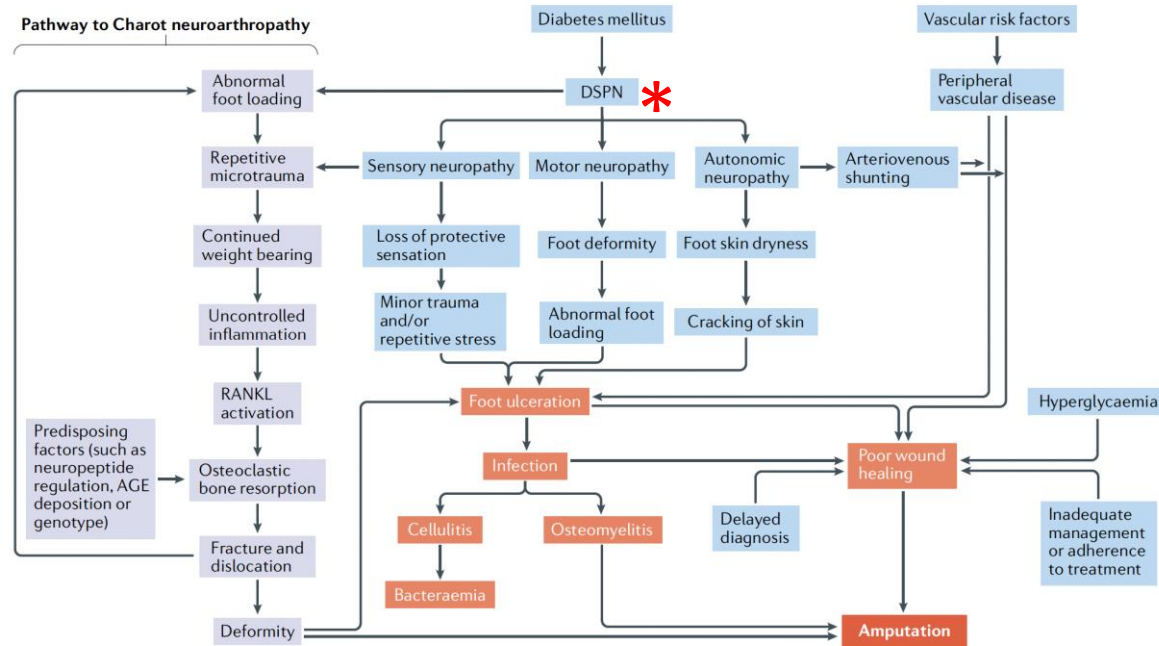 Pathway to Charot neuroarthropathy
Diabetes mellitus
Vascular risk factors
Abnormal
foot loading
DSPN
*
Peripheral
vascular disease
Repetitive
microtrauma
Sensory neuropathy
Motor neuropathy
Autonomic
neuropathy
Arteriovenous
shunting
Continued
weight bearing
Loss of protective
sensation
Foot deformity
Foot skin dryness
Uncontrolled
inflammation
Minor trauma
and/or
repetitive stress
Abnormal foot
loading
Cracking of skin
RANKL
activation
Foot ulceration
Hyperglycaemia
Predisposing
factors (such as
neuropeptide
regulation, AGE
deposition or
genotype)
Osteoclastic
bone resorption
Infection
Poor wound
healing
Cellulitis
Osteomyelitis
Delayed
diagnosis
Inadequate
management
or adherence
to treatment
Fracture and
dislocation
Bacteraemia
Deformity
Amputation